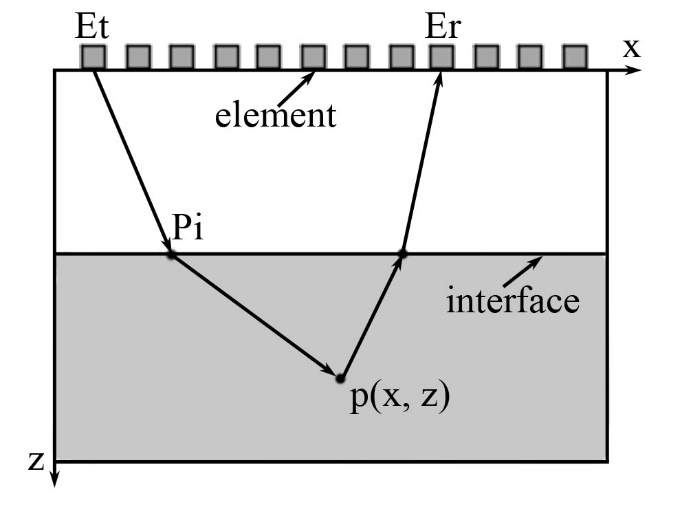 Et
Er
x
element
Pi
interface
p(x, z)
z